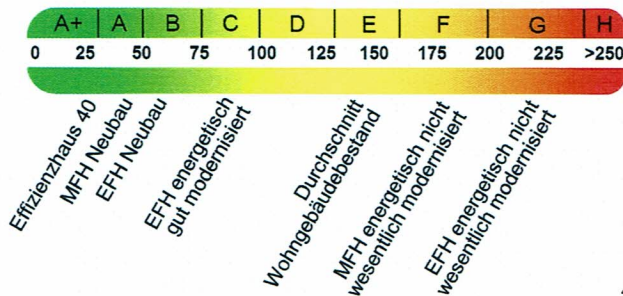 A+ A B C D E F G H
0 25 50 75 100 125 150 175 200 225 >250
Effizienzhaus 40
MFH Neubau
EFH Neubau
EFH energetisch
gut modernisiert
Durchschnitt
Wohngebäudebestand
MFH energetisch nicht
wesentlich modernisiert
EFH energetisch nicht
wesentlich modernisiert